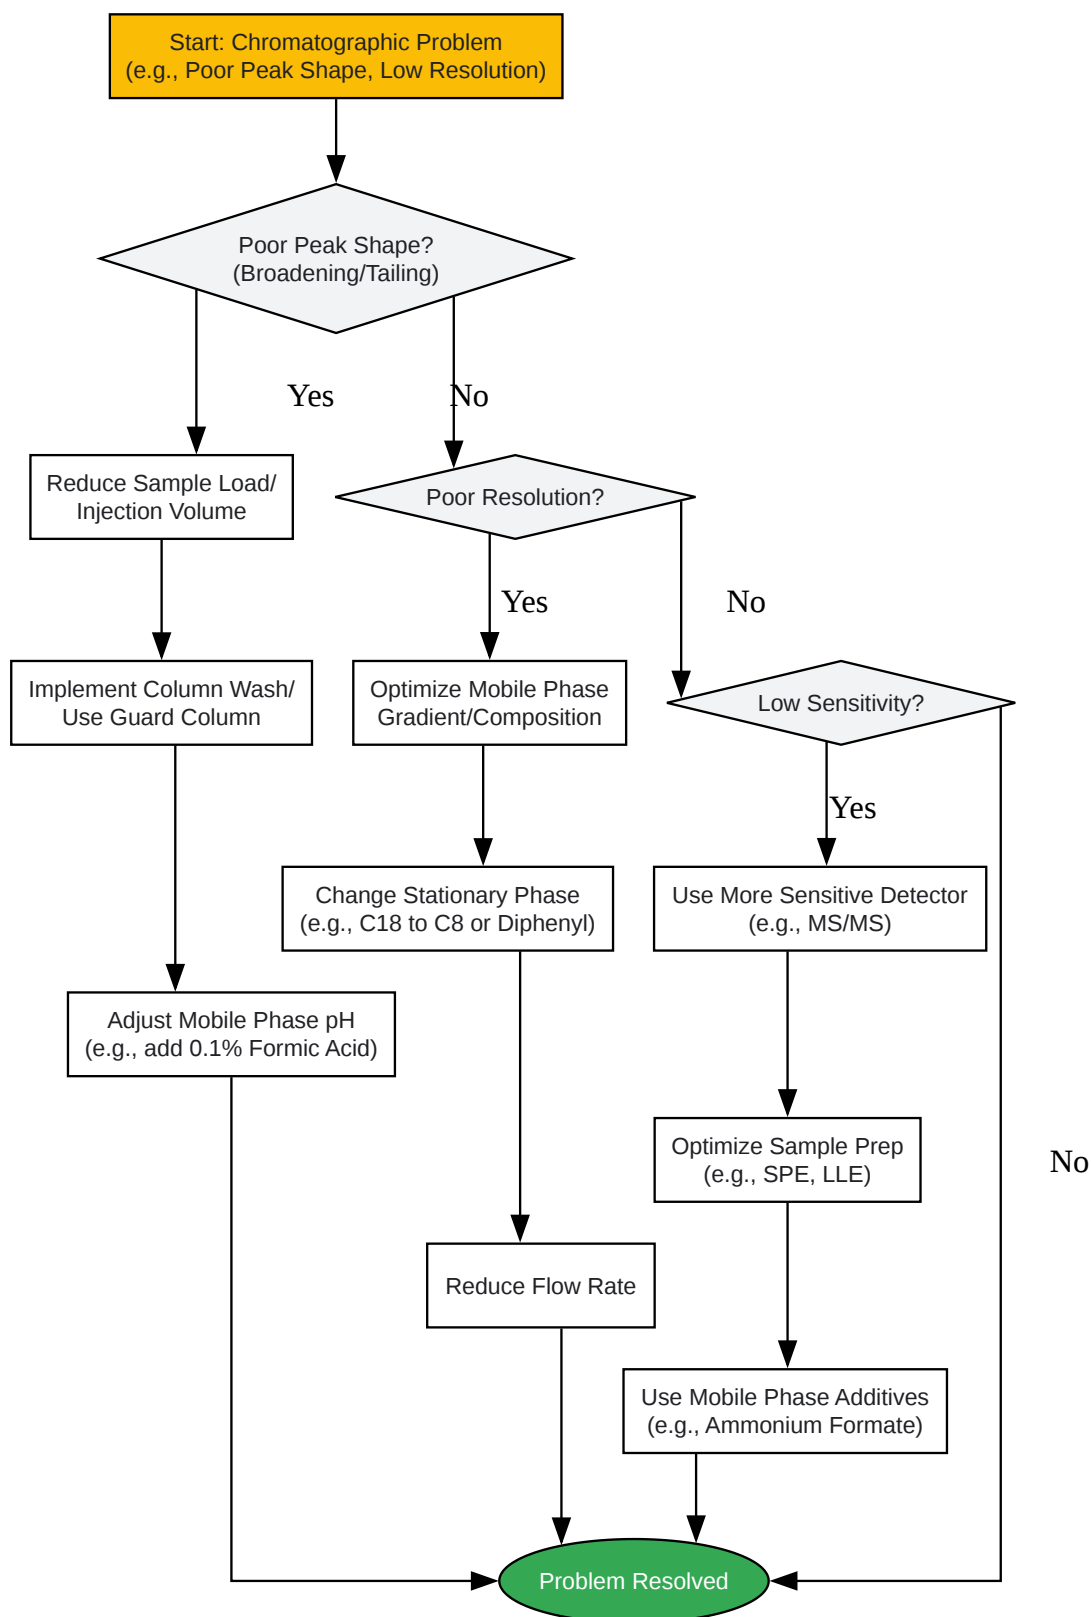 Start: Chromatographic Problem
(e.g., Poor Peak Shape, Low Resolution)
Poor Peak Shape?
(Broadening/Tailing)
Yes
No
Reduce Sample Load/
Injection Volume
Poor Resolution?
Yes
No
Implement Column Wash/
Use Guard Column
Optimize Mobile Phase
Gradient/Composition
Low Sensitivity?
Yes
Change Stationary Phase
(e.g., C18 to C8 or Diphenyl)
Use More Sensitive Detector
(e.g., MS/MS)
Adjust Mobile Phase pH
(e.g., add 0.1% Formic Acid)
Optimize Sample Prep
(e.g., SPE, LLE)
No
Reduce Flow Rate
Use Mobile Phase Additives
(e.g., Ammonium Formate)
Problem Resolved